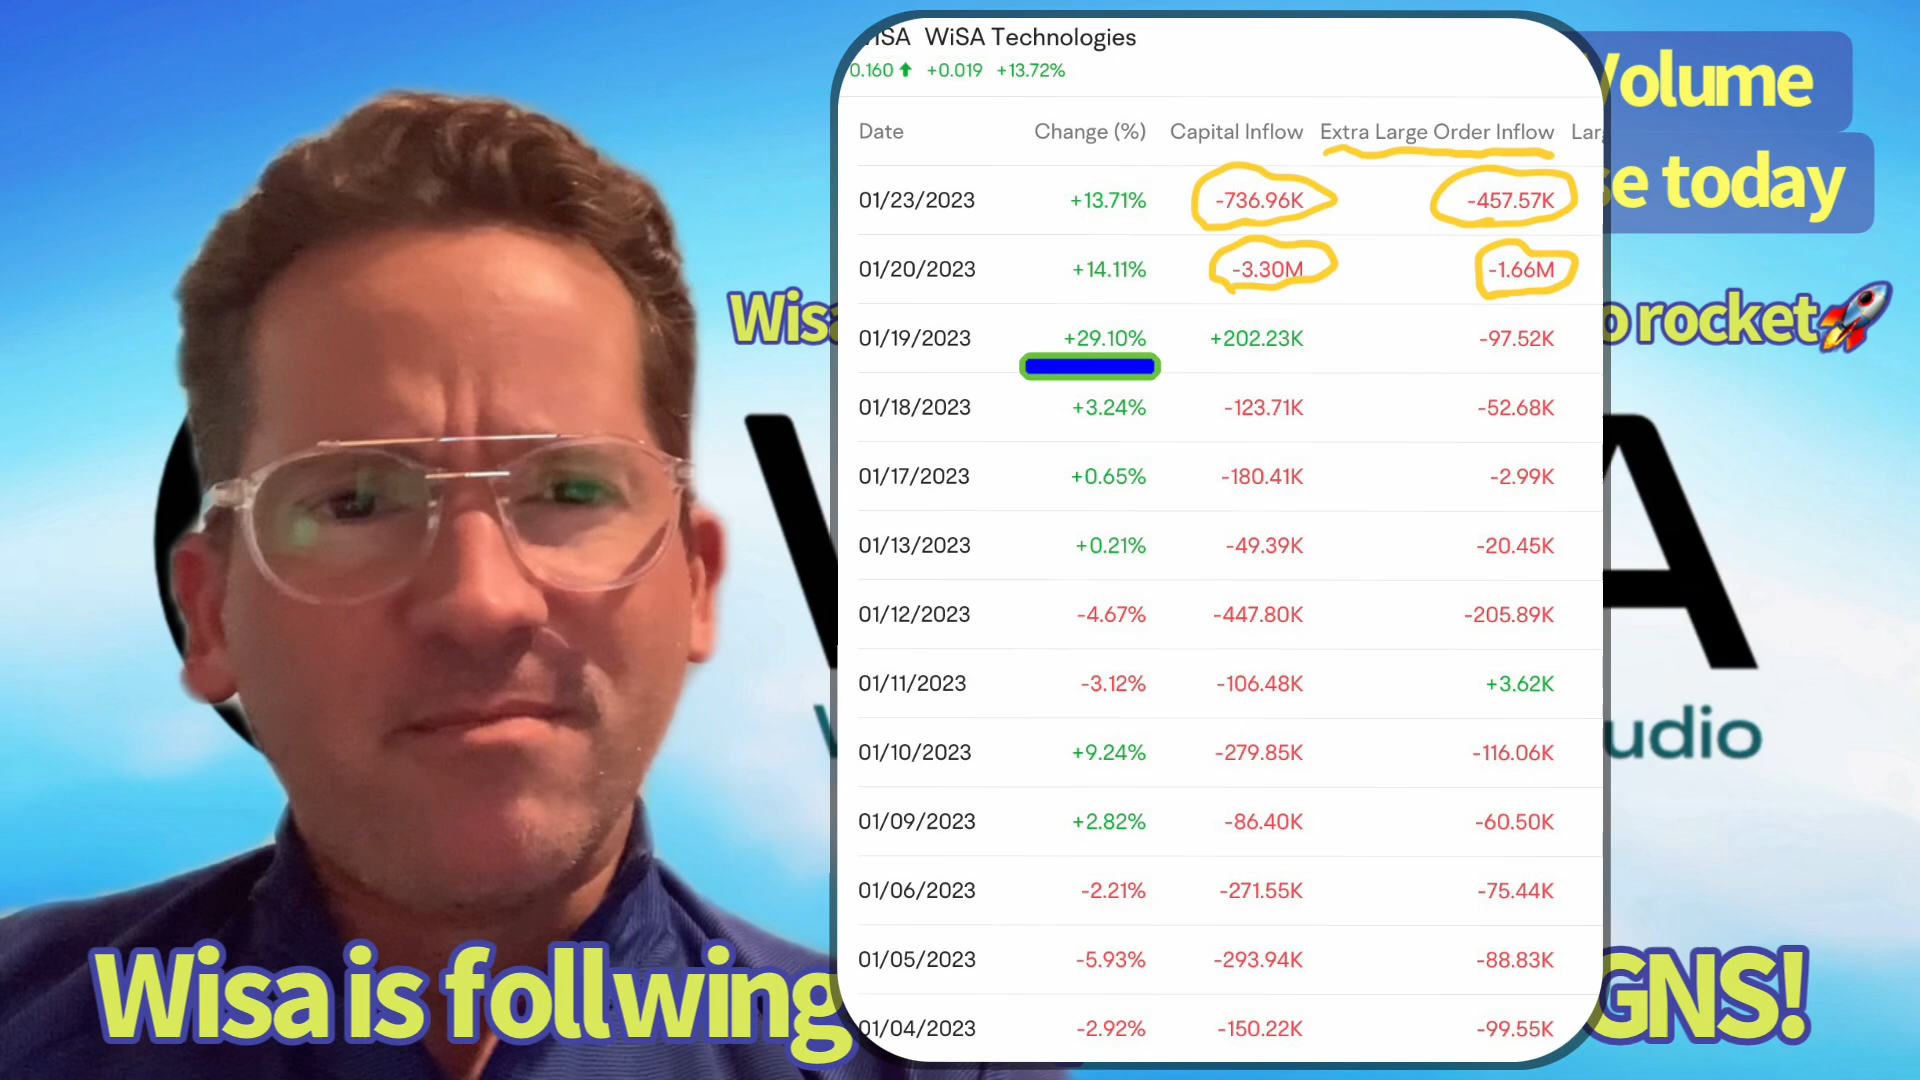 WiSA Technologies
0.160 +0.019 +13.72%
Date Change (%) Capital Inflow Extra Large Order Inflow
01/23/2023 +13.71% -736.96K -457.57K
01/20/2023 +14.11% -3.30M -1.66M
01/19/2023 +29.10% +202.23K -97.52K
01/18/2023 +3.24% -123.71K -52.68K
01/17/2023 +0.65% -180.41K -2.99K
01/13/2023 +0.21% -49.39K -20.45K
01/12/2023 -4.67% -447.80K -205.89K
01/11/2023 -3.12% -106.48K +3.62K
01/10/2023 +9.24% -279.85K -116.06K
01/09/2023 +2.82% -86.40K -60.50K
01/06/2023 -2.21% -271.55K -75.44K
01/05/2023 -5.93% -293.94K -88.83K
01/04/2023 -2.92% -150.22K -99.55K
Volume
today
rocket🚀
Wisa is follwing GNS!